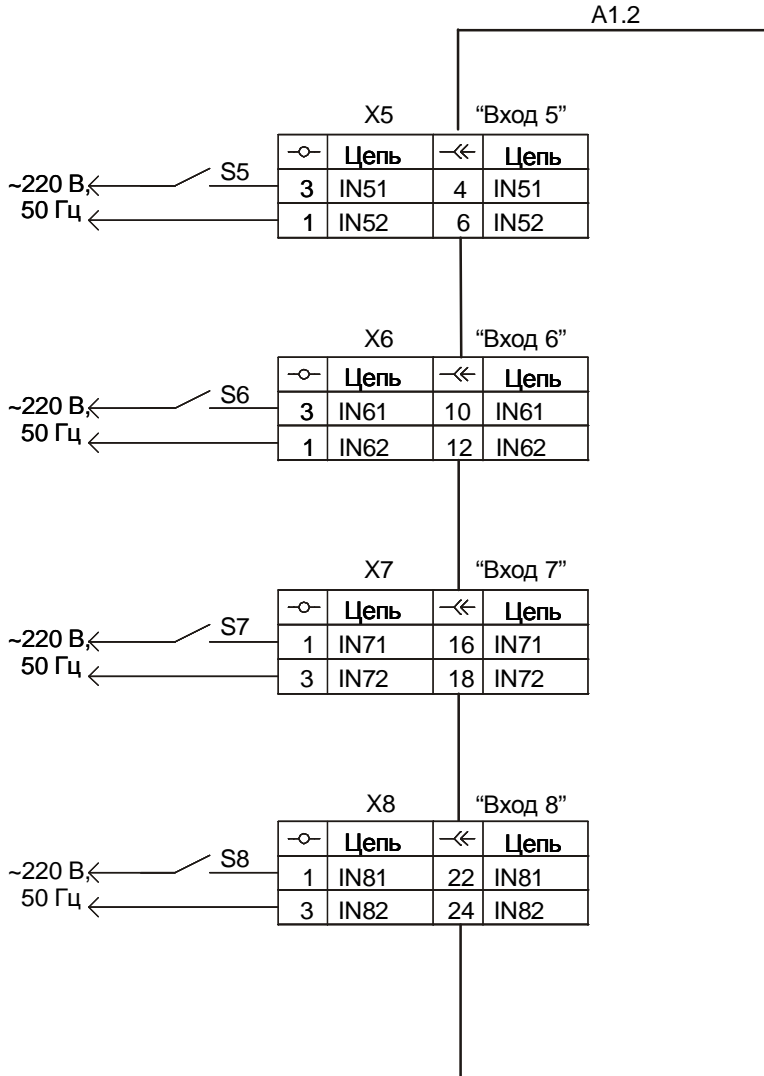 A1.2
X5 “Вход 5”
Цепь Цепь
~220 В, 50 Гц S5 3 IN51 4 IN51
1 IN52 6 IN52
X6 “Вход 6”
Цепь Цепь
~220 В, 50 Гц S6 3 IN61 10 IN61
1 IN62 12 IN62
X7 “Вход 7”
Цепь Цепь
~220 В, 50 Гц S7 1 IN71 16 IN71
3 IN72 18 IN72
X8 “Вход 8”
Цепь Цепь
~220 В, 50 Гц S8 1 IN81 22 IN81
3 IN82 24 IN82